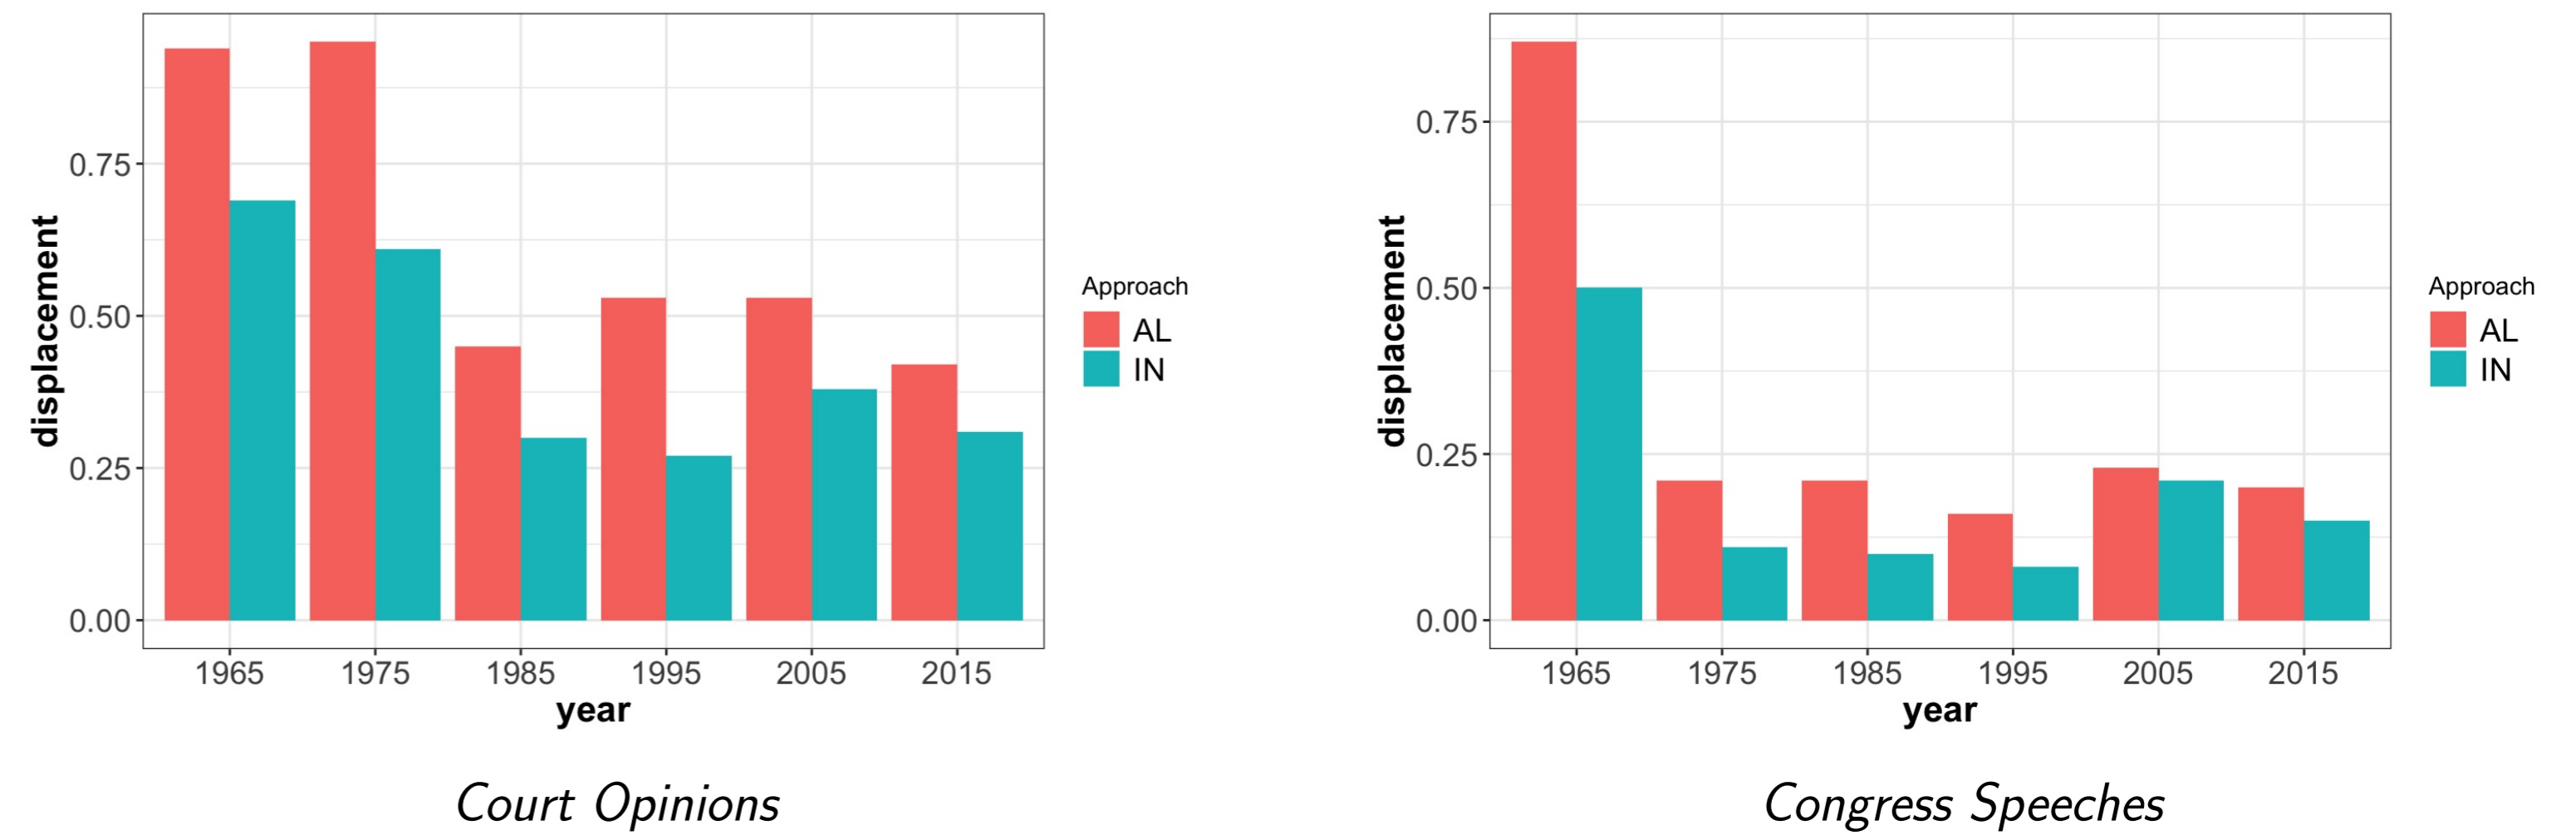 displacement
0.75
0.50
0.25
0.00
1965 1975 1985 1995 2005 2015
year
Approach
AL
IN
Court Opinions
displacement
0.75
0.50
0.25
0.00
1965 1975 1985 1995 2005 2015
year
Approach
AL
IN
Congress Speeches